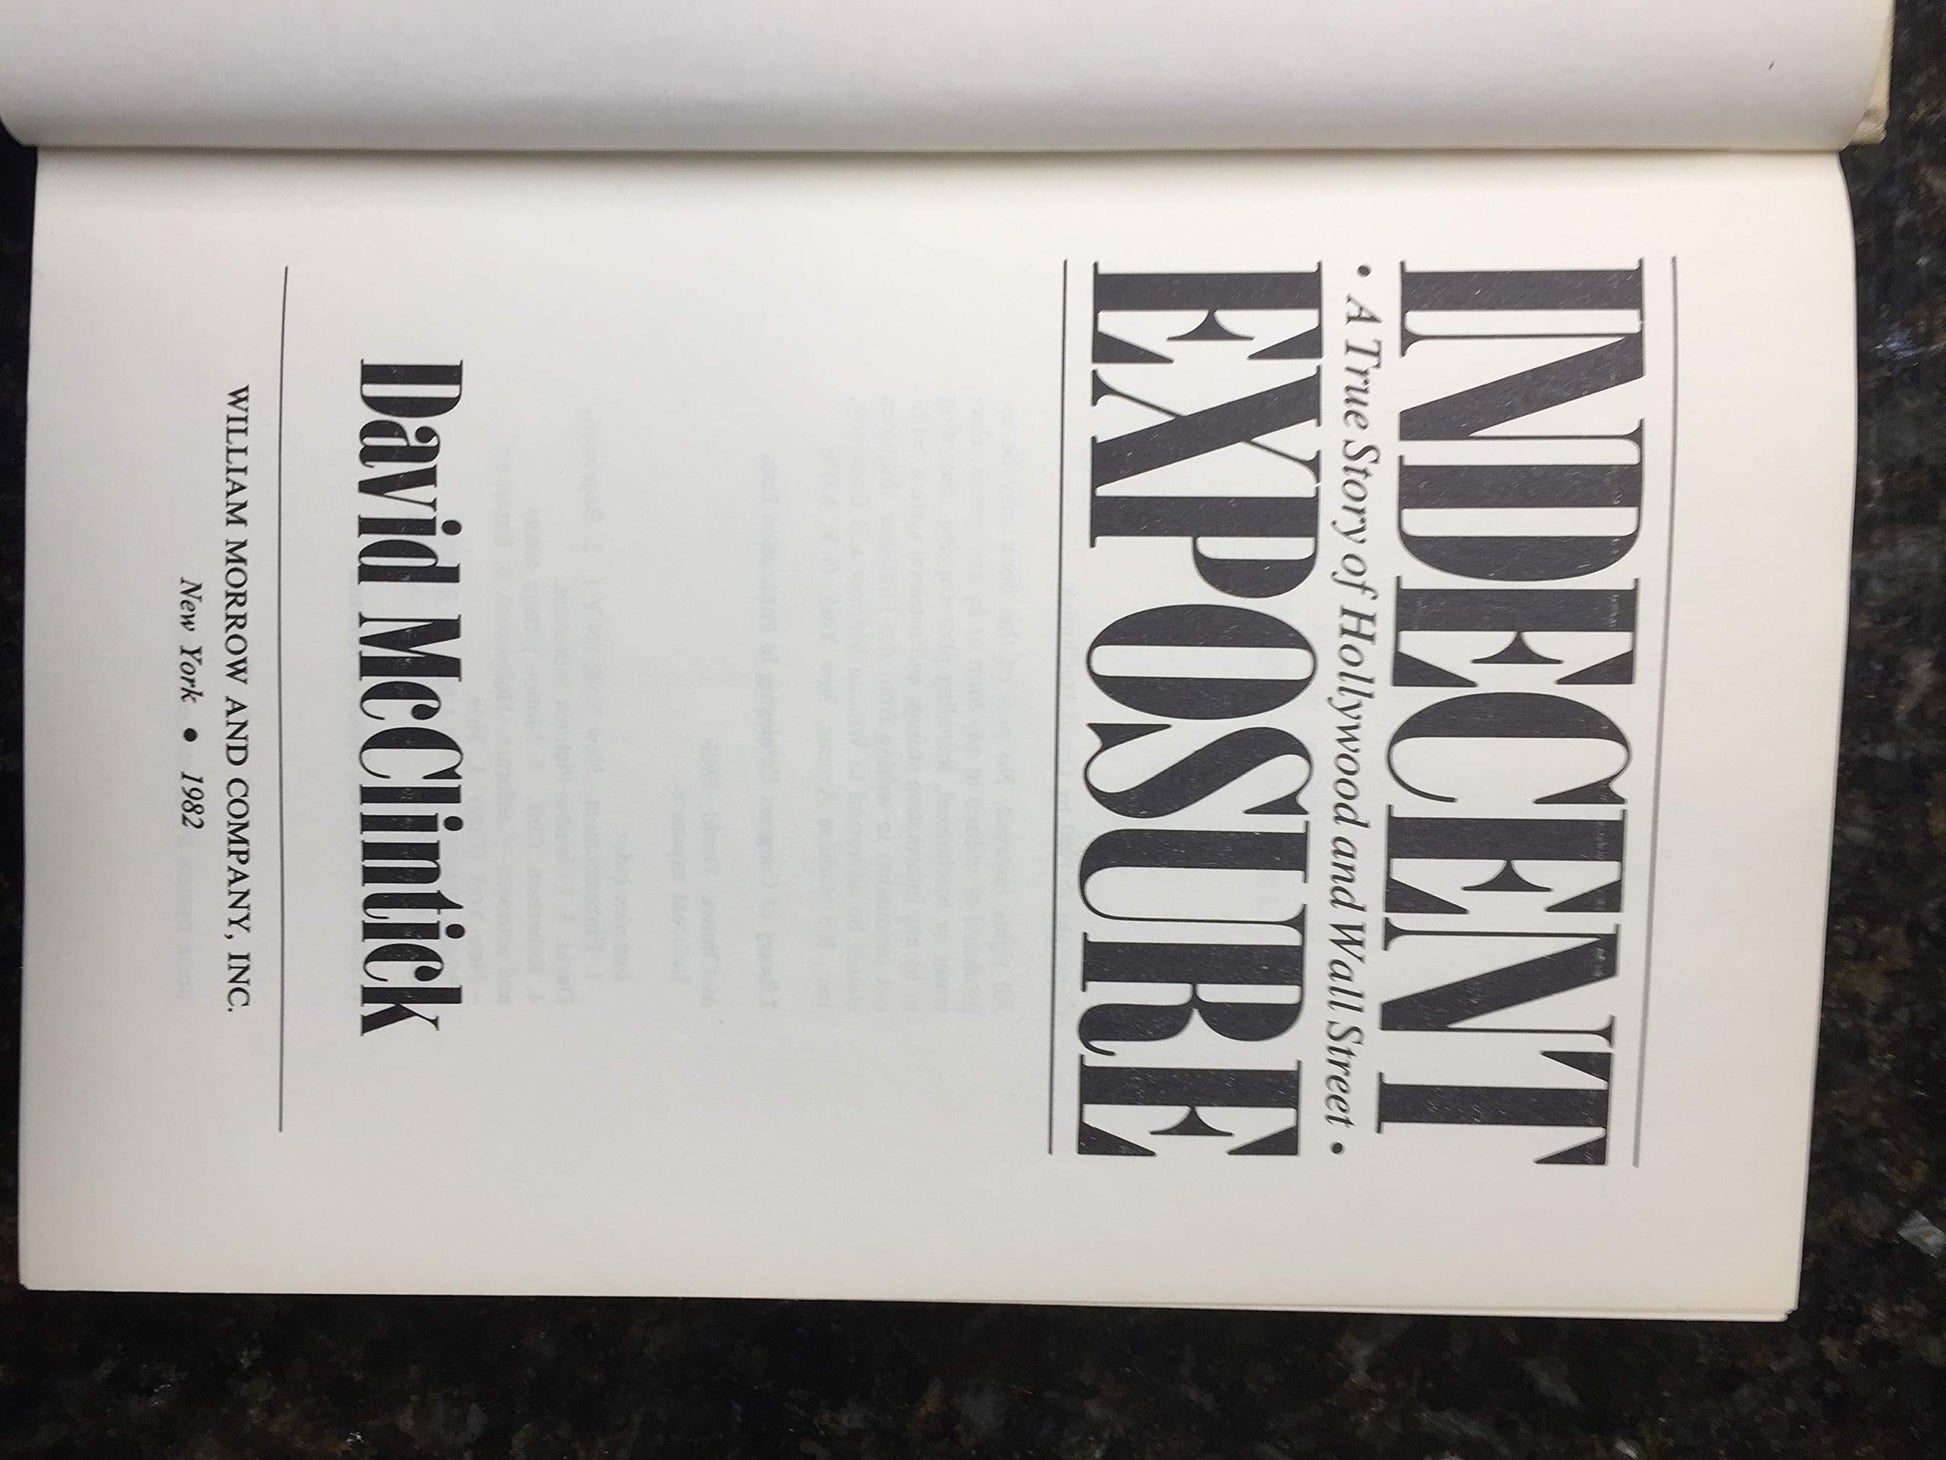 INDECENT
• A True Story of Hollywood and Wall Street •
EXPOSURE
David McClintick
WILLIAM MORROW AND COMPANY, INC.
New York • 1982